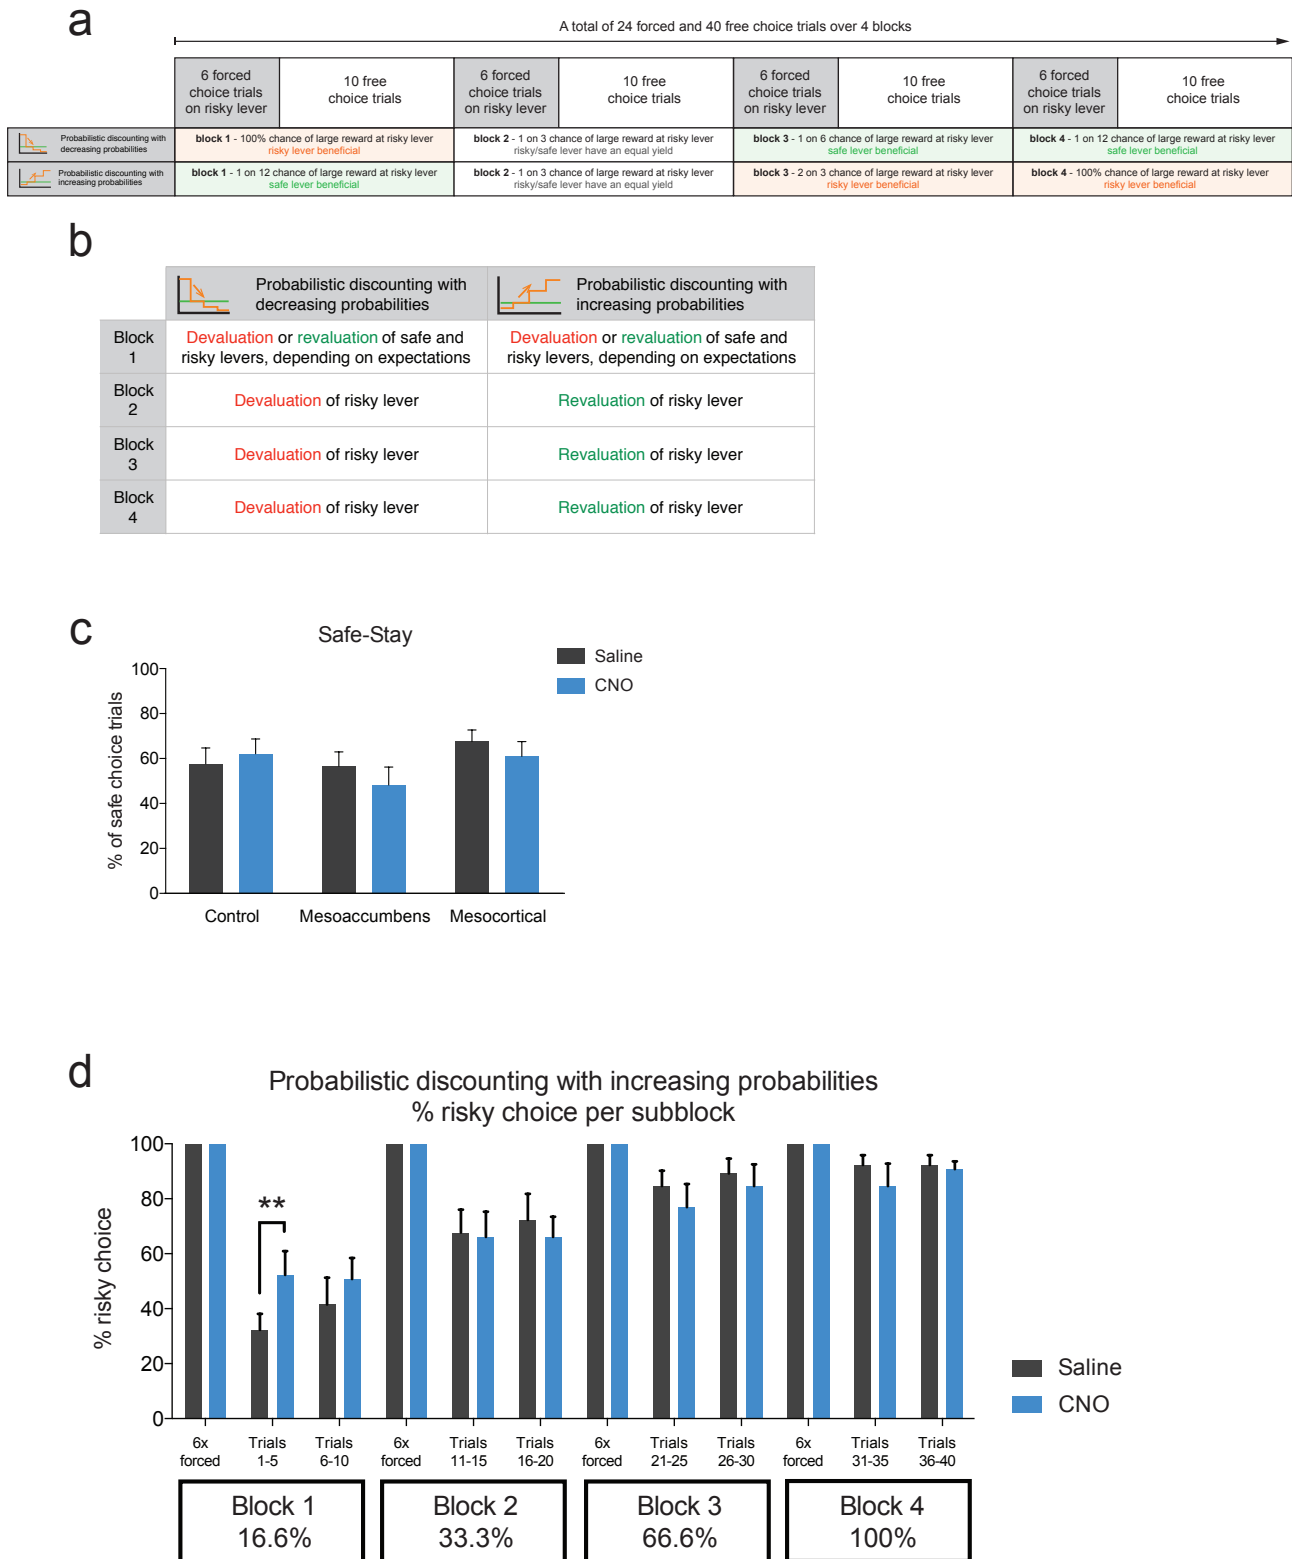 a
A total of 24 forced and 40 free choice trials over 4 blocks
6 forced choice trials on risky lever
10 free choice trials
6 forced choice trials on risky lever
10 free choice trials
6 forced choice trials on risky lever
10 free choice trials
6 forced choice trials on risky lever
10 free choice trials
Probabilistic discounting with decreasing probabilities
block 1 - 100% chance of large reward at risky lever
risky lever beneficial
block 2 - 1 on 3 chance of large reward at risky lever
risky/safe lever have an equal yield
block 3 - 1 on 6 chance of large reward at risky lever
safe lever beneficial
block 4 - 1 on 12 chance of large reward at risky lever
safe lever beneficial
Probabilistic discounting with increasing probabilities
block 1 - 1 on 12 chance of large reward at risky lever
safe lever beneficial
block 2 - 1 on 3 chance of large reward at risky lever
risky/safe lever have an equal yield
block 3 - 2 on 3 chance of large reward at risky lever
risky lever beneficial
block 4 - 100% chance of large reward at risky lever
risky lever beneficial
b
Probabilistic discounting with
decreasing probabilities
Probabilistic discounting with
increasing probabilities
Block
1
Devaluation or revaluation of safe and
risky levers, depending on expectations
Devaluation or revaluation of safe and
risky levers, depending on expectations
Block
2
Devaluation of risky lever
Revaluation of risky lever
Block
3
Devaluation of risky lever
Revaluation of risky lever
Block
4
Devaluation of risky lever
Revaluation of risky lever
c
Safe-Stay
Saline
CNO
% of safe choice trials
100
80
60
40
20
0
Control
Mesoaccumbens
Mesocortical
d
Probabilistic discounting with increasing probabilities
% risky choice per subblock
% risky choice
100
80
60
40
20
0
**
Saline
CNO
6x
forced
Trials
1-5
Trials
6-10
6x
forced
Trials
11-15
Trials
16-20
6x
forced
Trials
21-25
Trials
26-30
6x
forced
Trials
31-35
Trials
36-40
Block 1
16.6%
Block 2
33.3%
Block 3
66.6%
Block 4
100%